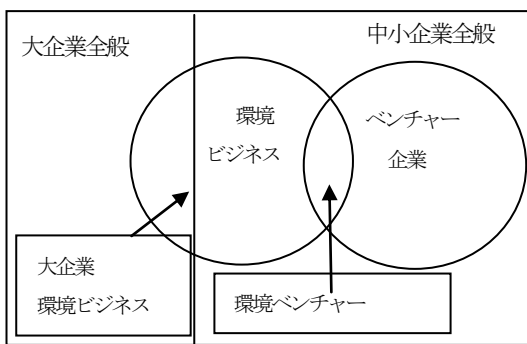 大企業全般
中小企業全般
環境
ビジネス
ベンチャー
企業
大企業
環境ビジネス
環境ベンチャー